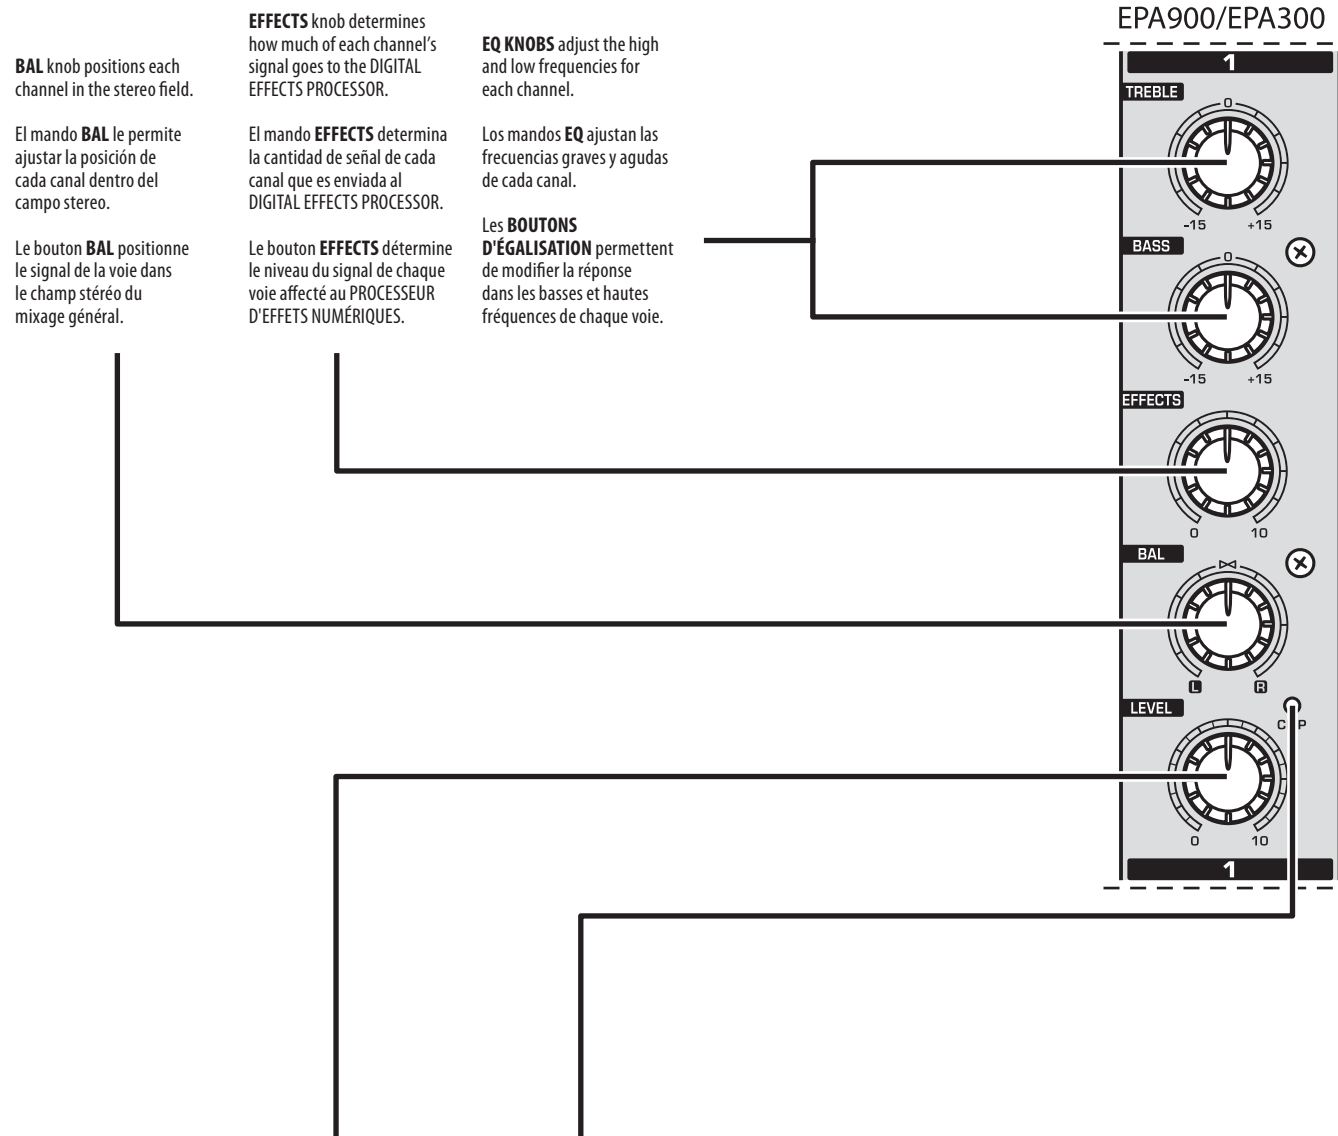 BAL knob positions each
channel in the stereo field.
El mando BAL le permite
ajustar la posición de
cada canal dentro del
campo stereo.
Le bouton BAL positionne
le signal de la voie dans
le champ stéréo du
mixage général.
EFFECTS knob determines
how much of each channel's
signal goes to the DIGITAL
EFFECTS PROCESSOR.
El mando EFFECTS determina
la cantidad de señal de cada
canal que es enviada al
DIGITAL EFFECTS PROCESSOR.
Le bouton EFFECTS détermine
le niveau du signal de chaque
voie affecté au PROCESSEUR
D'EFFETS NUMÉRIQUES.
EQ KNOBS adjust the high
and low frequencies for
each channel.
Los mandos EQ ajustan las
frecuencias graves y agudas
de cada canal.
Les BOUTONS
D'ÉGALISATION permettent
de modifier la réponse
dans les basses et hautes
fréquences de chaque voie.
EPA900/EPA300
1
TREBLE
0
-15 +15
BASS
0
-15 +15
EFFECTS
0 10
BAL
L R
LEVEL
0 10
1